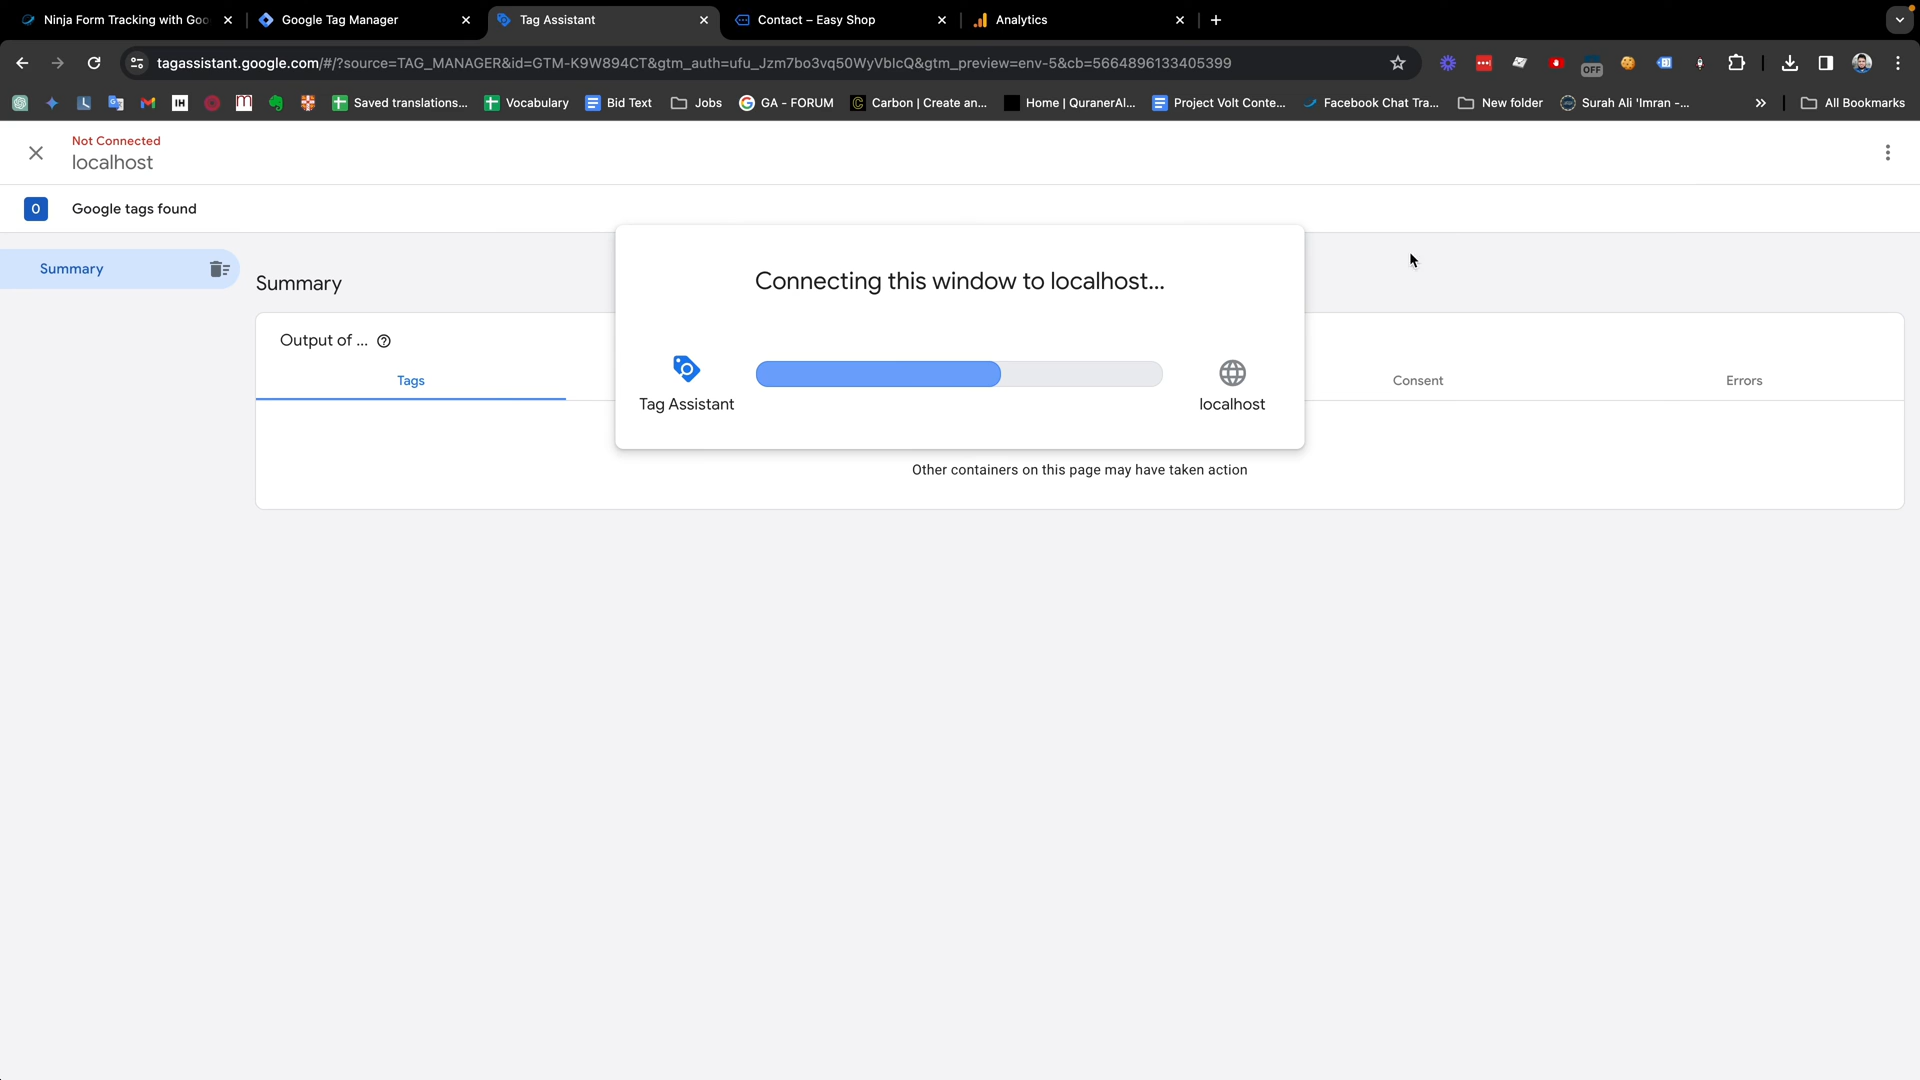 Ninja Form Tracking with Goo
Google Tag Manager
Tag Assistant
Contact – Easy Shop
Analytics
tagassistant.google.com/#/?source=TAG_MANAGER&id=GTM-K9W894CT&gtm_auth=ufu_Jzm7bo3vq50WyVblcQ&gtm_preview=env-5&cb=5664896133405399
OFF
IH
Saved translations...
Vocabulary
Bid Text
Jobs
GA - FORUM
Carbon | Create an...
Home | QuranerAl...
Project Volt Conte...
Facebook Chat Tra...
New folder
Surah Ali 'Imran -...
All Bookmarks
Not Connected
localhost
0 Google tags found
Summary
Summary
Output of ...
Tags
Consent
Errors
Connecting this window to localhost...
Tag Assistant
localhost
Other containers on this page may have taken action